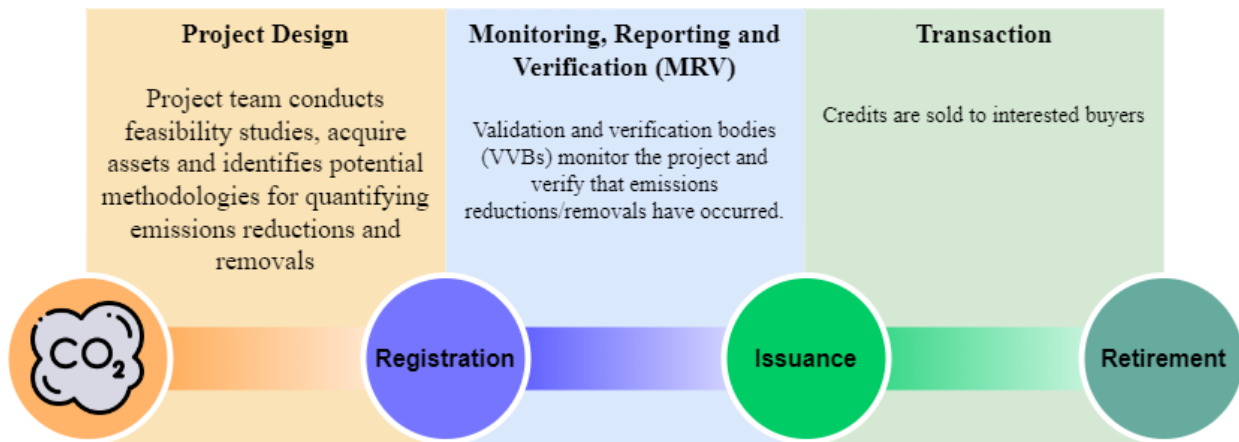 Project Design
Project team conducts
feasibility studies, acquire
assets and identifies potential
methodologies for quantifying
emissions reductions and
removals
Monitoring, Reporting and
Verification (MRV)
Validation and verification bodies
(VVBs) monitor the project and
verify that emissions
reductions/removals have occurred.
Transaction
Credits are sold to interested buyers
CO2
Registration
Issuance
Retirement